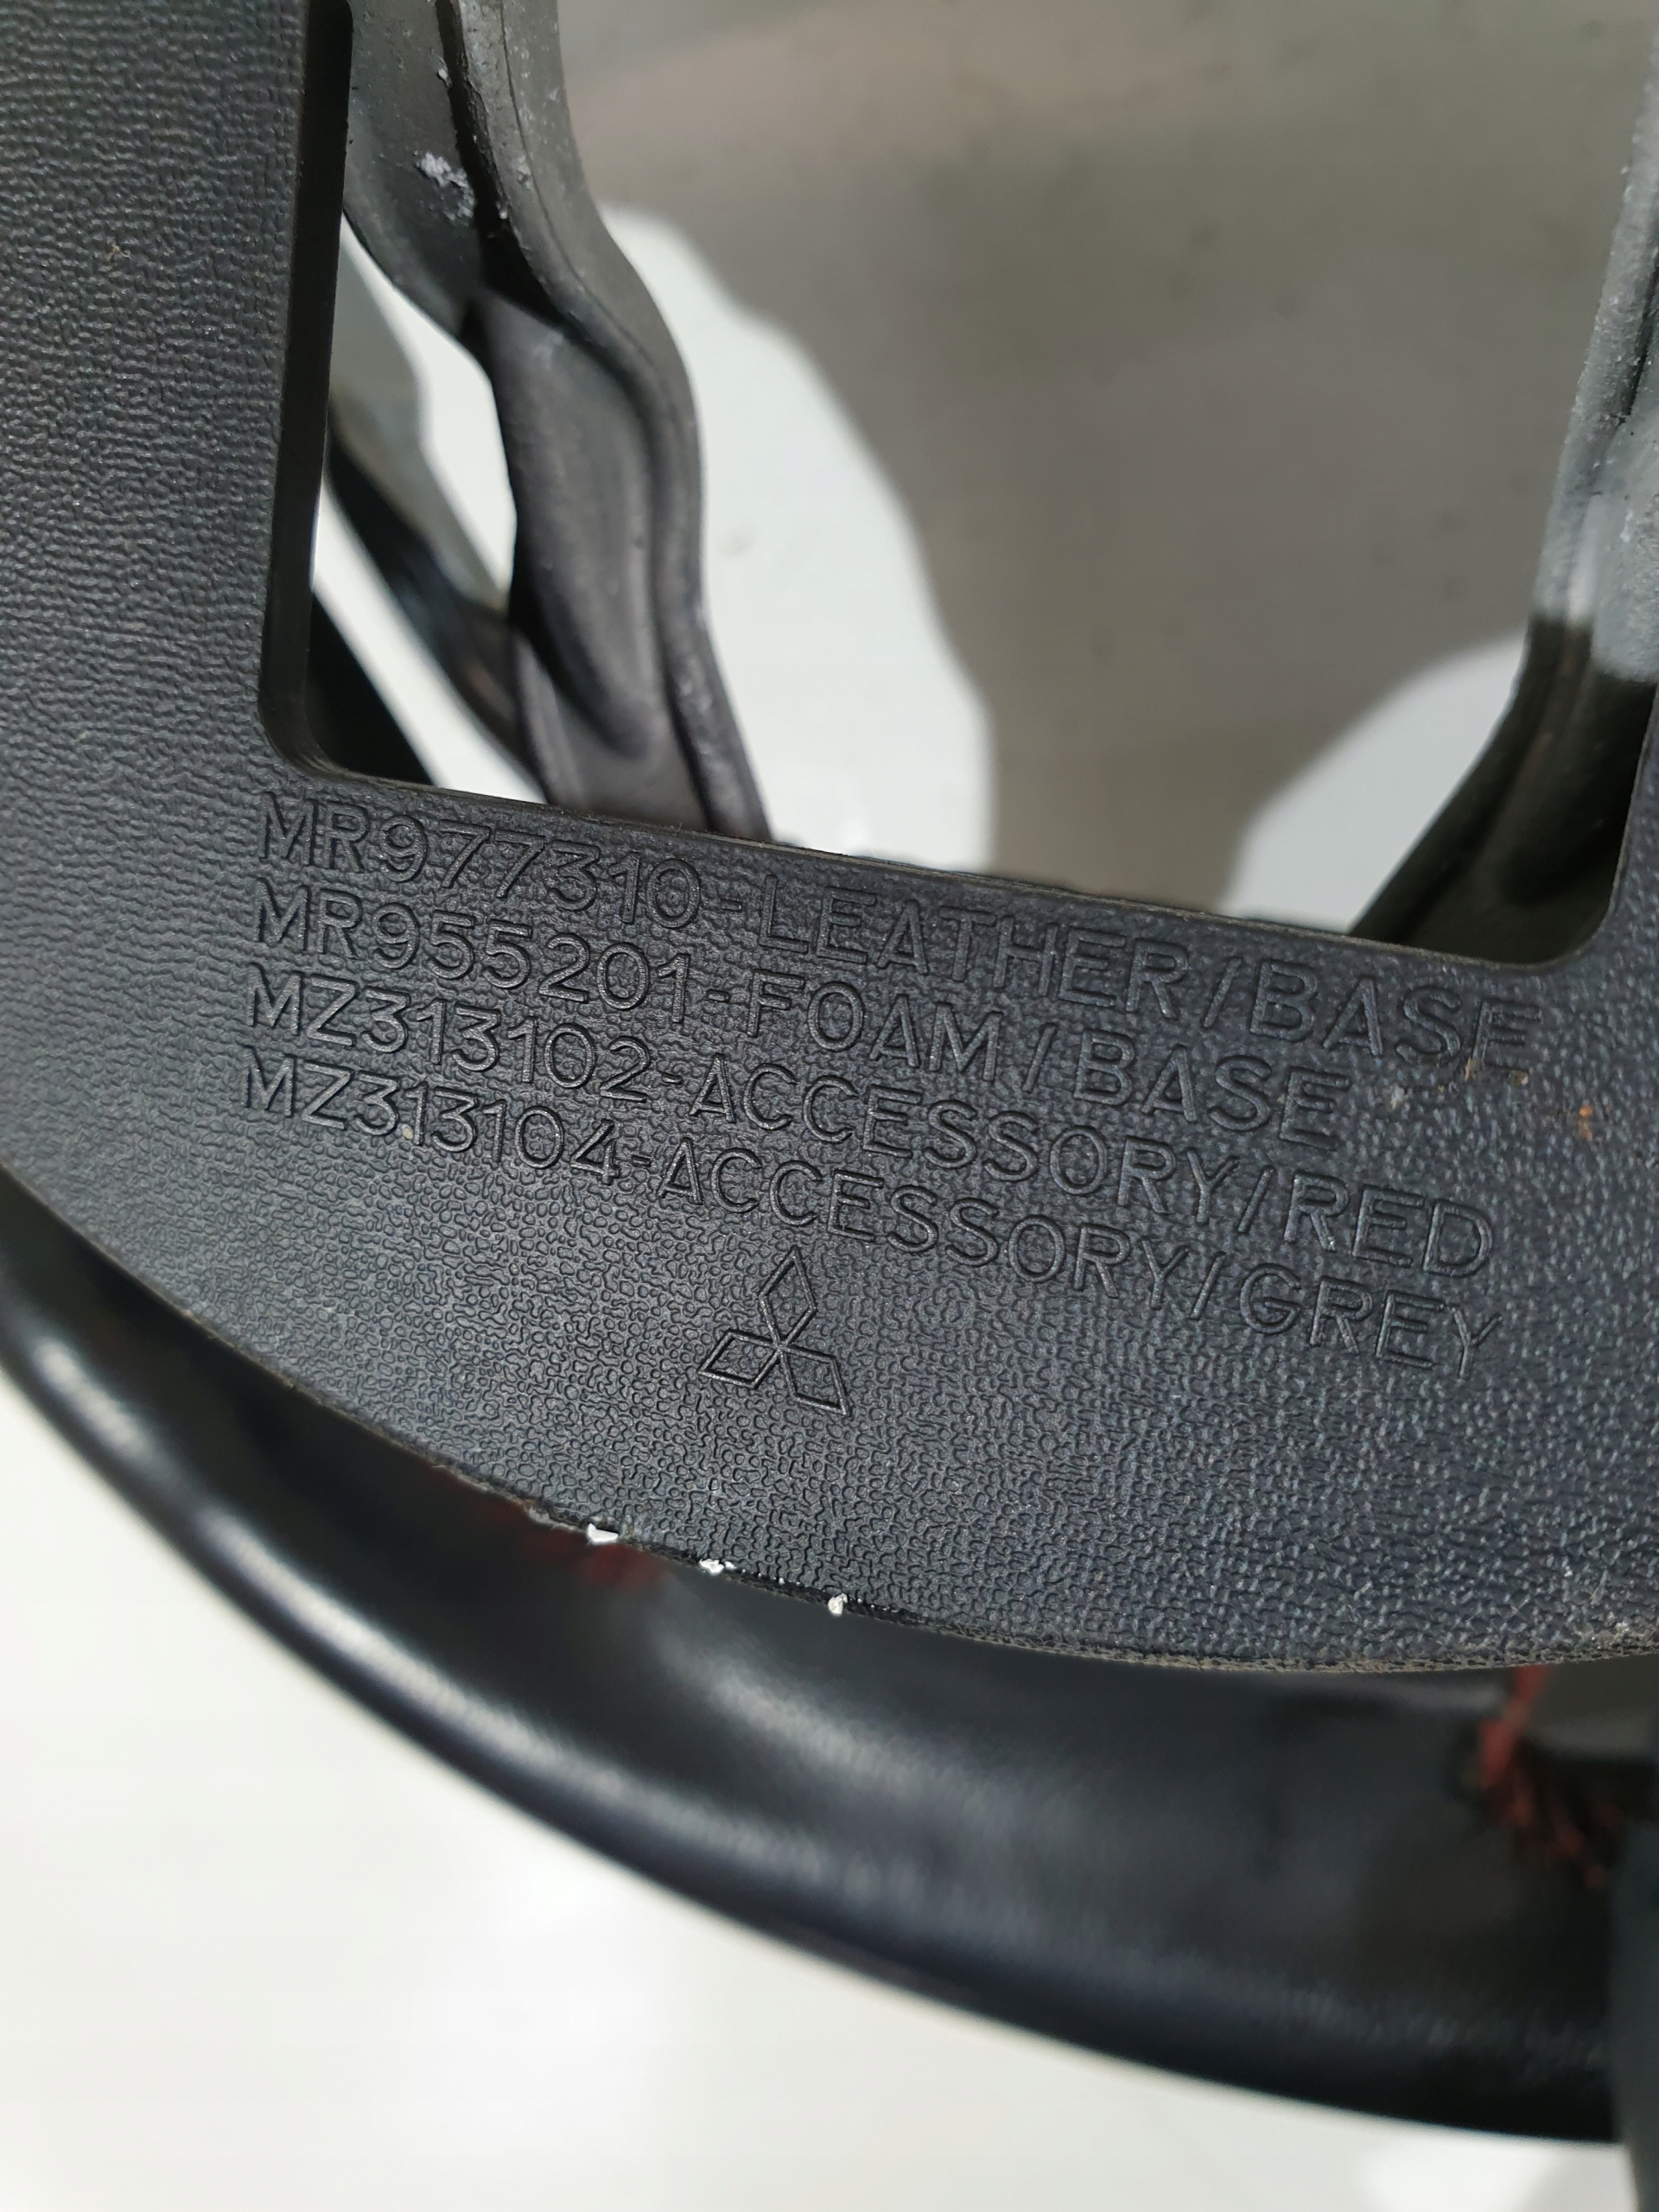 MR977310-LEATHER/BASE
MR955201-FOAM/BASE
MZ313102-ACCESSORY/RED
MZ313104-ACCESSORY/GREY